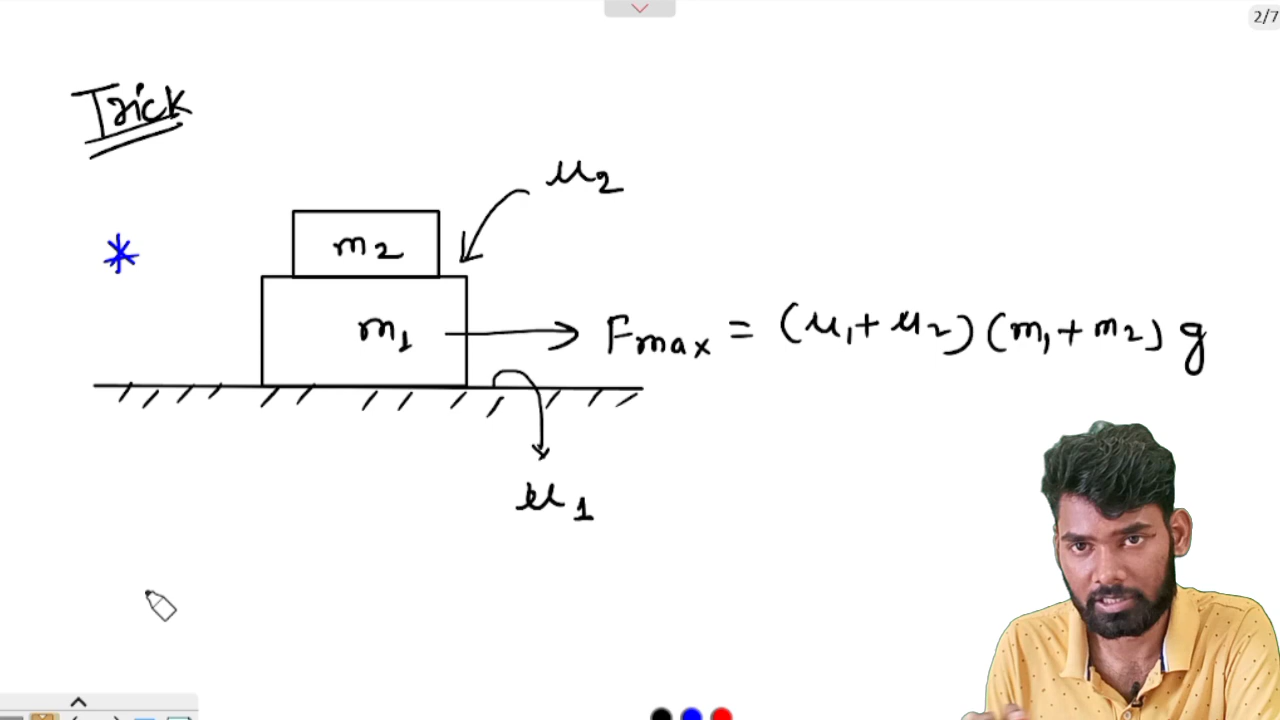 2/7
Trick
μ2
*
m2
m1
Fmax = (μ1 + μ2) (m1 + m2) g
μ1